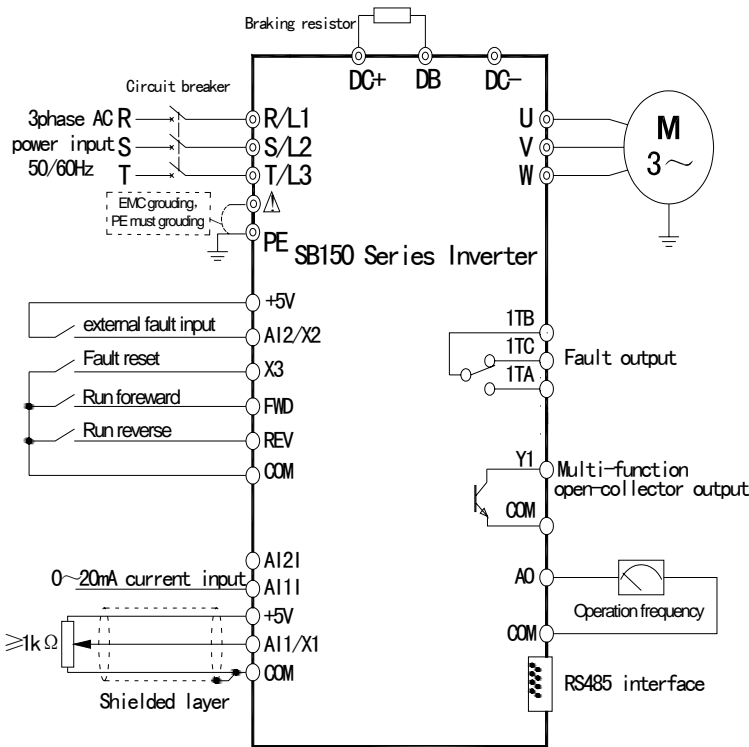 Braking resistor
DC+ DB DC-
Circuit breaker
3phase AC R
power input S
50/60Hz T
R/L1
S/L2
T/L3
EMC grouding,
PE must grouding
PE
U
V
W
M
3～
SB150 Series Inverter
+5V
external fault input
AI2/X2
Fault reset
X3
Run foreward
FWD
Run reverse
REV
COM
1TB
1TC
1TA
Fault output
Y1
Multi-function
open-collector output
COM
AI2I
0～20mA current input
AI1I
+5V
≥1kΩ
AI1/X1
COM
Shielded layer
AO
Operation frequency
COM
RS485 interface